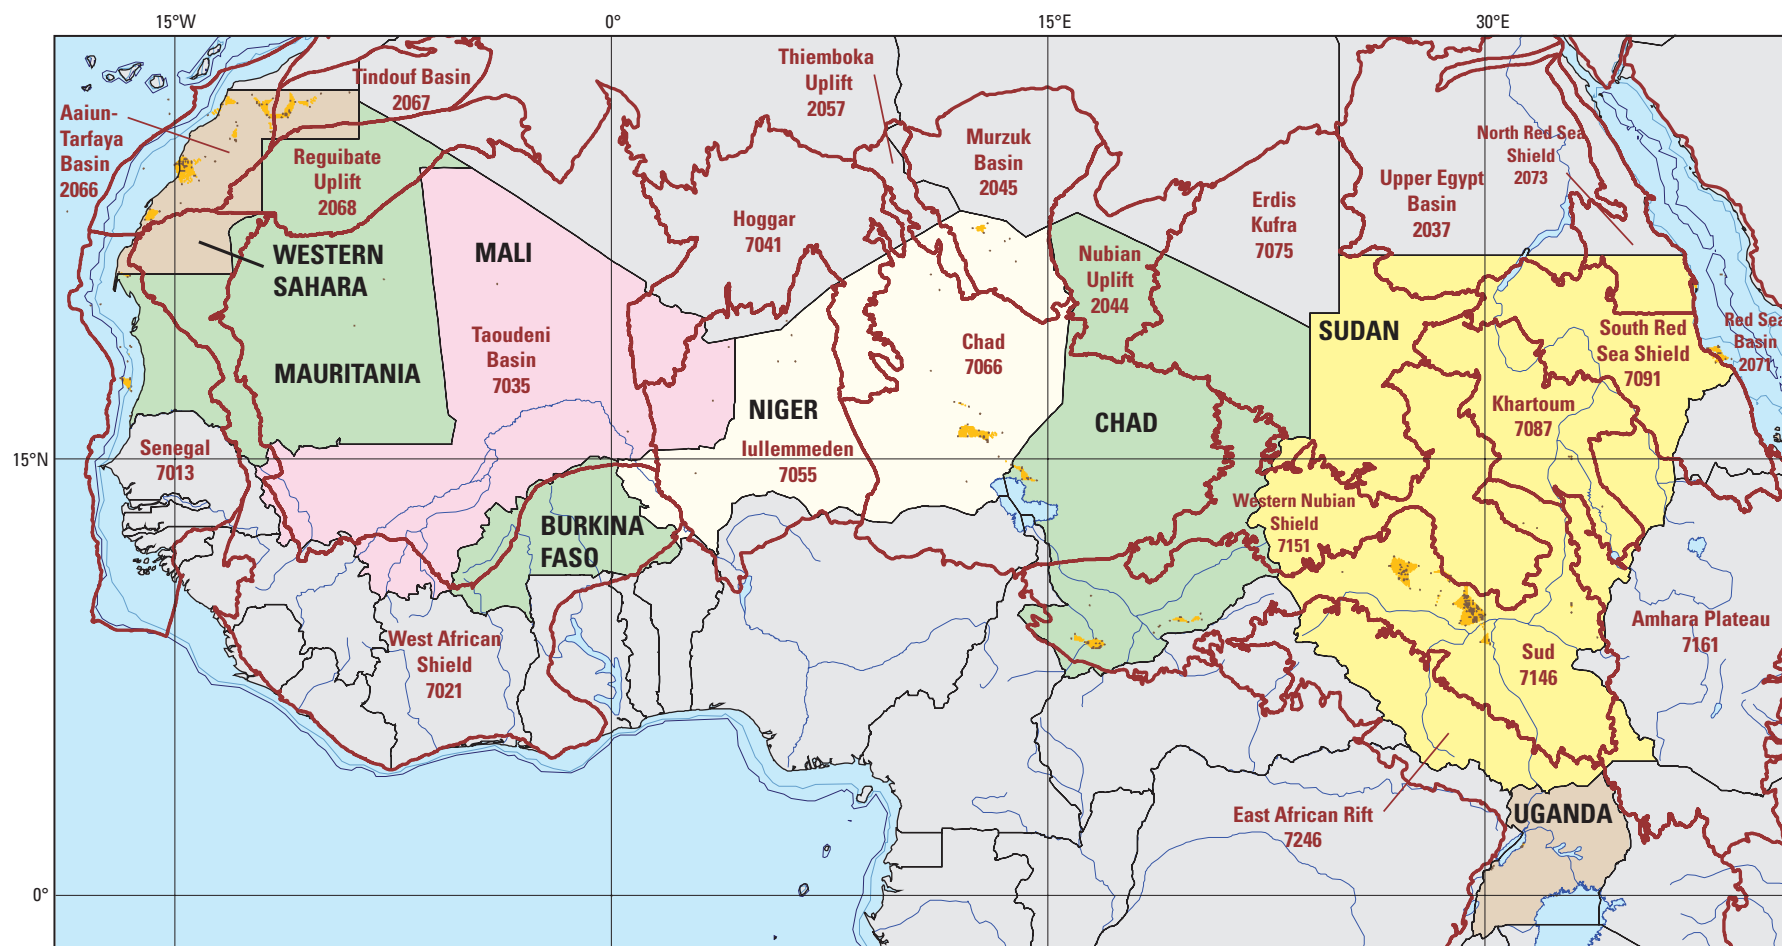 15°W
0°
15°E
30°E
Tindouf Basin
2067
Thiemboka
Uplift
2057
Aaiun-
Tarfaya
Basin
2066
Murzuk
Basin
2045
North Red Sea
Shield
2073
Reguibate
Uplift
2068
Upper Egypt
Basin
2037
Erdis
Kufra
7075
Hoggar
7041
WESTERN
SAHARA
MALI
Nubian
Uplift
2044
Taoudeni
Basin
7035
Chad
7066
SUDAN
South Red
Sea Shield
7091
Red Sea
Basin
2071
MAURITANIA
NIGER
CHAD
Khartoum
7087
Senegal
7013
Iullemmeden
7055
15°N
Western Nubian
Shield
7151
BURKINA
FASO
West African
Shield
7021
Amhara Plateau
7161
Sud
7146
East African Rift
7246
UGANDA
0°